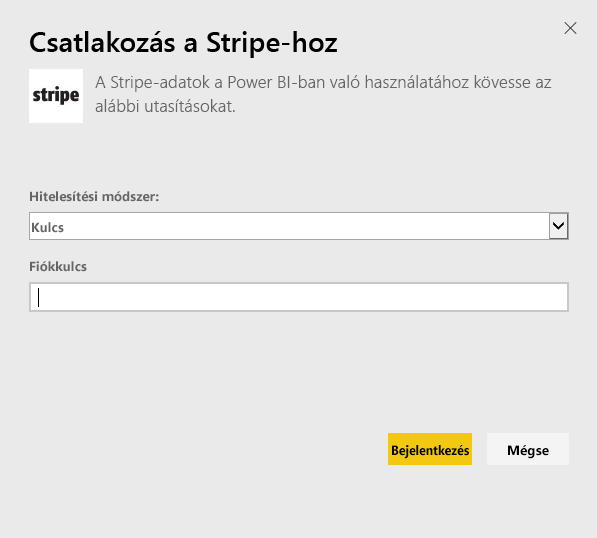 Csatlakozás a Stripe-hoz
stripe
A Stripe-adatok a Power BI-ban való használatához kövesse az
alábbi utasításokat.
Hitelesítési módszer:
Kulcs
Fiókkulcs
Bejelentkezés
Mégse